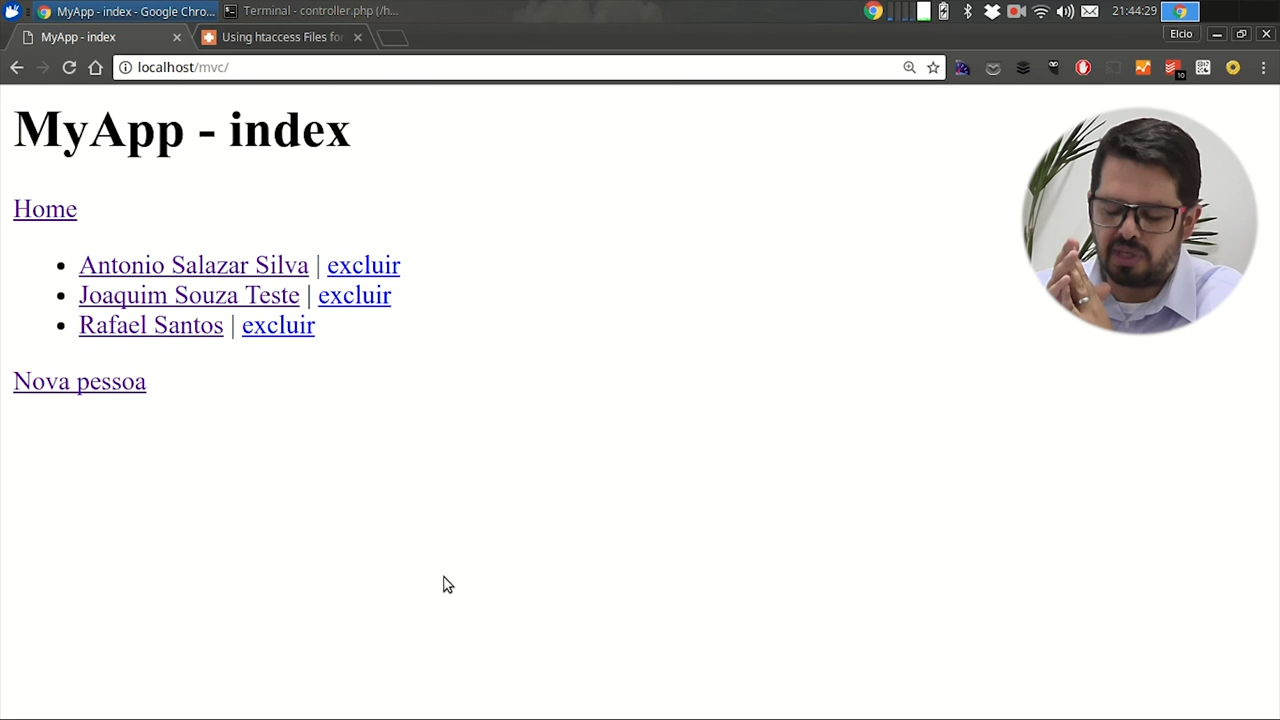 MyApp - index - Google Chro...
Terminal - controller.php (/h...
21:44:29
MyApp - index
Using htaccess Files for
Elcio
localhost/mvc/
10
MyApp - index
Home
Antonio Salazar Silva | excluir
Joaquim Souza Teste | excluir
Rafael Santos | excluir
Nova pessoa